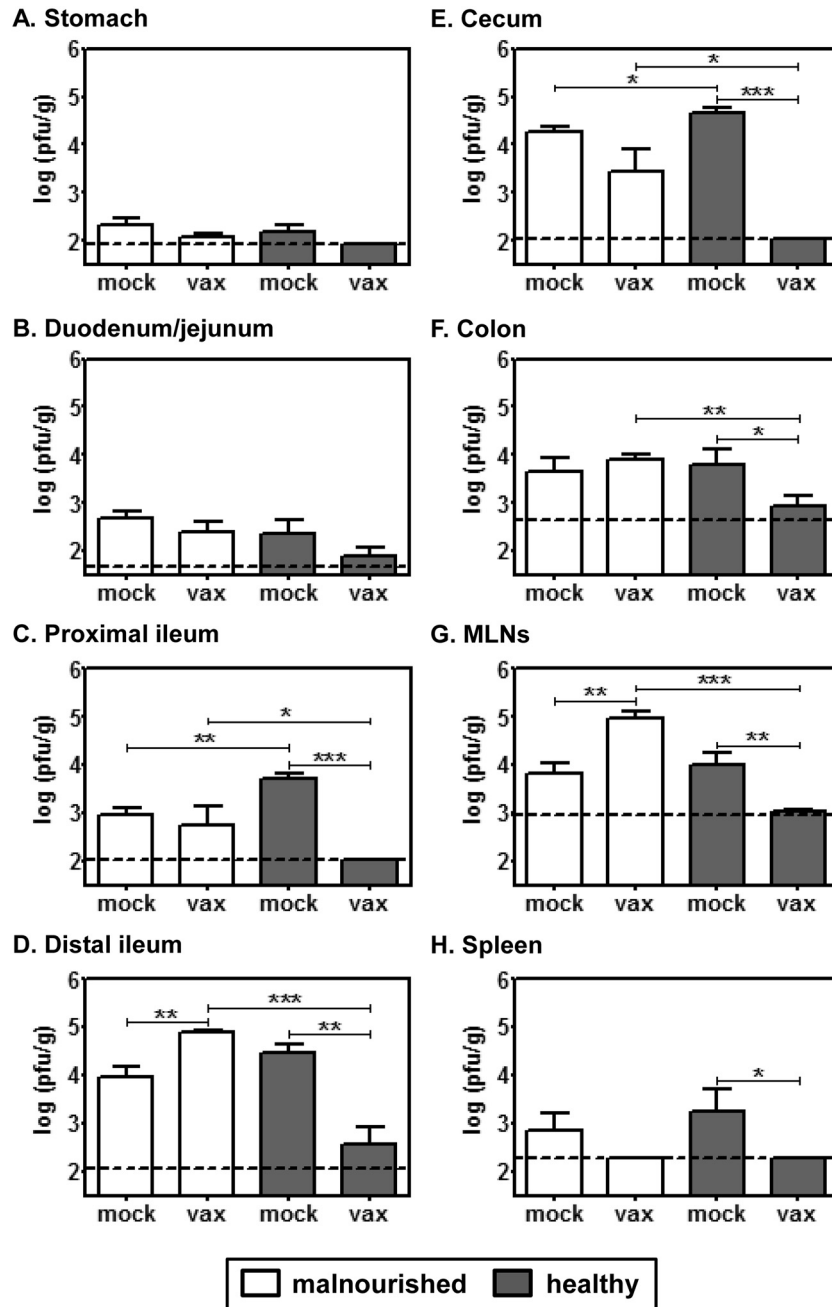 A. Stomach
6
5
4
3
2
log (pfu/g)
mock vax mock vax
B. Duodenum/jejunum
6
5
4
3
2
log (pfu/g)
mock vax mock vax
C. Proximal ileum
6
5
4
3
2
log (pfu/g)
*
**
***
mock vax mock vax
D. Distal ileum
6
5
4
3
2
log (pfu/g)
***
**
**
mock vax mock vax
E. Cecum
6
5
4
3
2
log (pfu/g)
*
*
***
mock vax mock vax
F. Colon
6
5
4
3
2
log (pfu/g)
**
*
mock vax mock vax
G. MLNs
6
5
4
3
2
log (pfu/g)
***
**
**
mock vax mock vax
H. Spleen
6
5
4
3
2
log (pfu/g)
*
mock vax mock vax
malnourished healthy